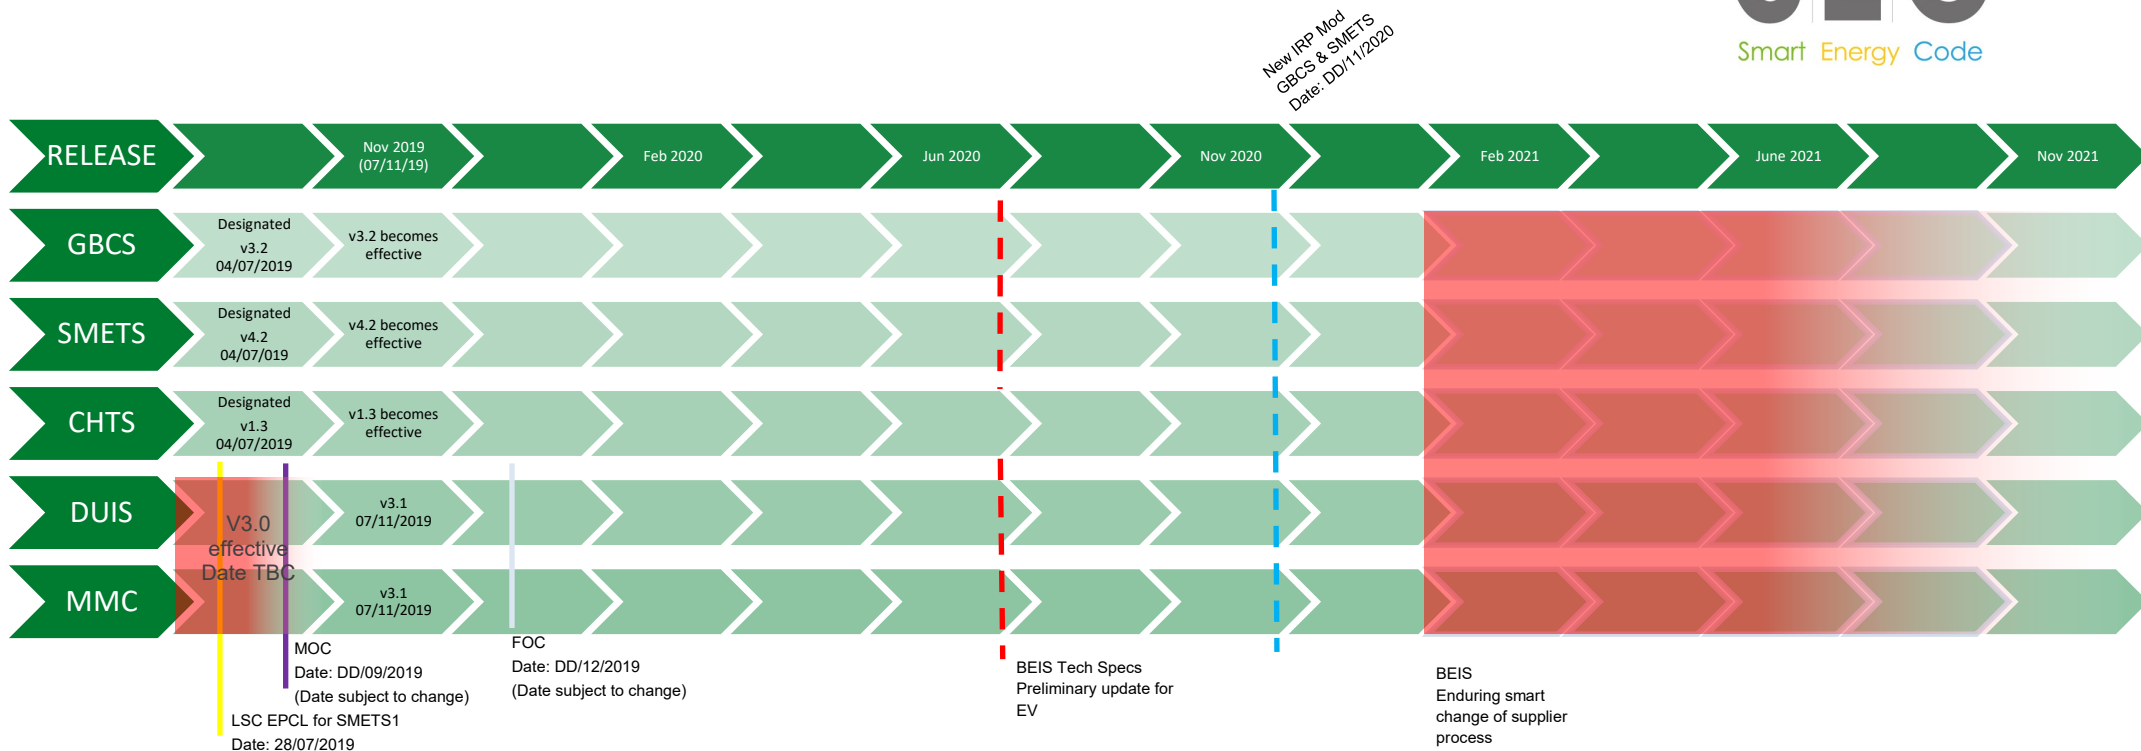 New IRP Mod
GBCS & SMETS
Date: DD/11/2020
SEC
Smart Energy Code
RELEASE
Nov 2019
(07/11/19)
Feb 2020
Jun 2020
Nov 2020
Feb 2021
June 2021
Nov 2021
GBCS
Designated
v3.2
04/07/2019
v3.2 becomes
effective
SMETS
Designated
v4.2
04/07/019
v4.2 becomes
effective
CHTS
Designated
v1.3
04/07/2019
v1.3 becomes
effective
DUIS
V3.0
effective
Date TBC
v3.1
07/11/2019
MMC
v3.1
07/11/2019
MOC
Date: DD/09/2019
(Date subject to change)
LSC EPCL for SMETS1
Date: 28/07/2019
FOC
Date: DD/12/2019
(Date subject to change)
BEIS Tech Specs
Preliminary update for
EV
BEIS
Enduring smart
change of supplier
process